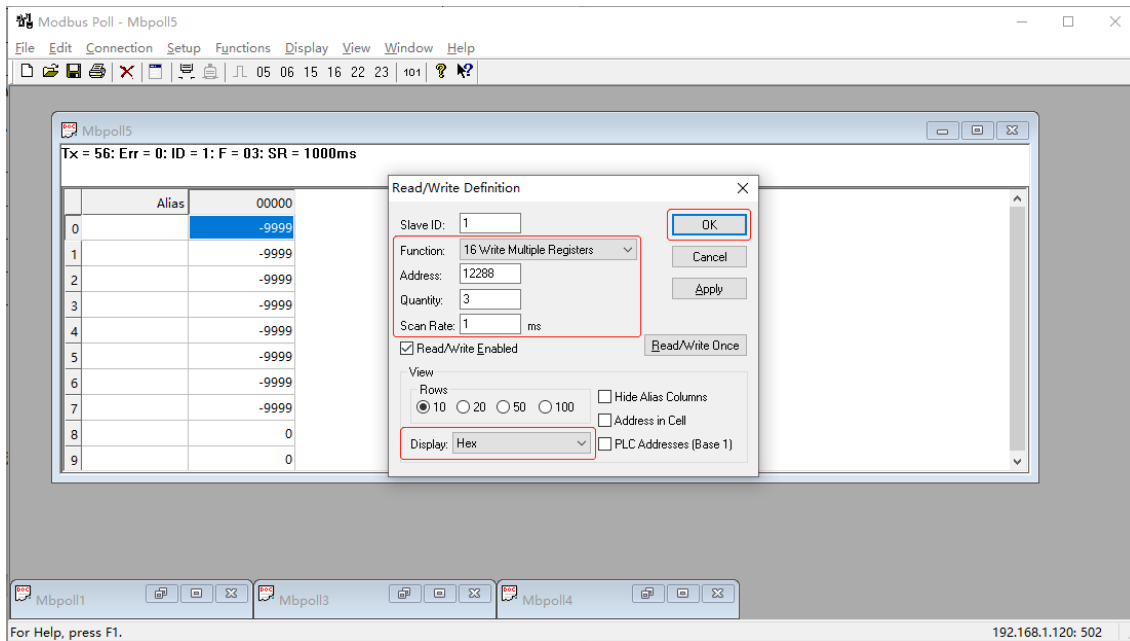 Modbus Poll - Mbpoll5
File Edit Connection Setup Functions Display View Window Help
05 06 15 16 22 23 101
Mbpoll5
Tx = 56: Err = 0: ID = 1: F = 03: SR = 1000ms
Alias 00000
0 -9999
1 -9999
2 -9999
3 -9999
4 -9999
5 -9999
6 -9999
7 -9999
8 0
9 0
Read/Write Definition
Slave ID: 1
OK
Function: 16 Write Multiple Registers
Cancel
Address: 12288
Apply
Quantity: 3
Scan Rate: 1 ms
Read/Write Enabled
Read/Write Once
View
Rows
10 20 50 100
Hide Alias Columns
Address in Cell
Display: Hex
PLC Addresses (Base 1)
Mbpoll1
Mbpoll3
Mbpoll4
For Help, press F1.
192.168.1.120: 502